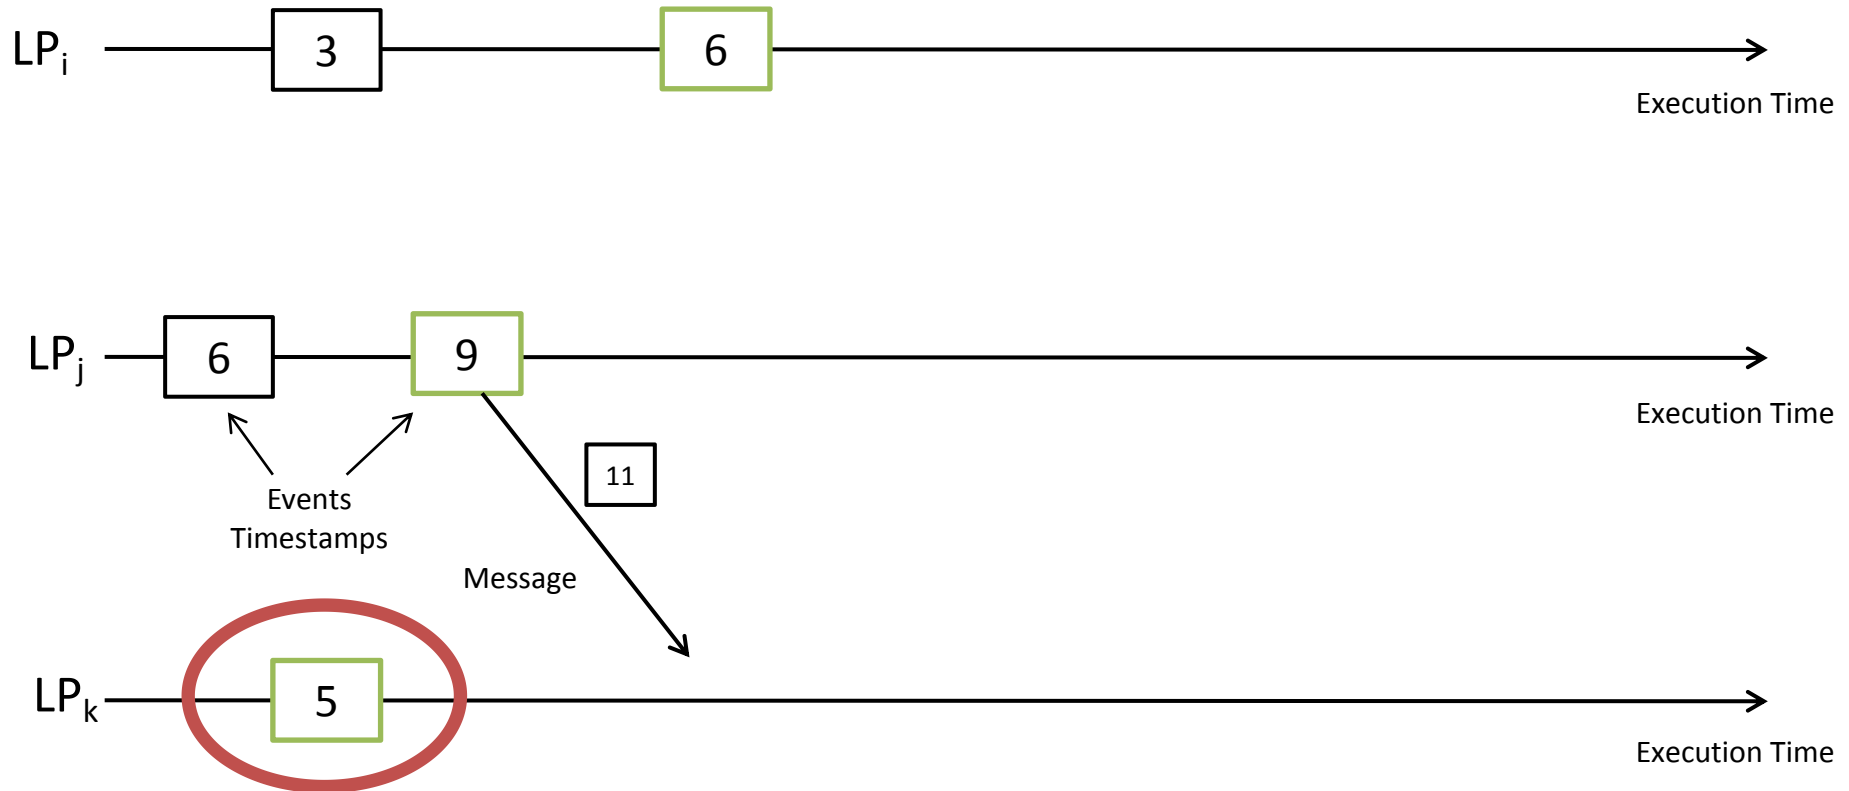 LPi 3 6
Execution Time
LPj 6 9
Execution Time
11
Events
Timestamps
Message
LPk 5
Execution Time